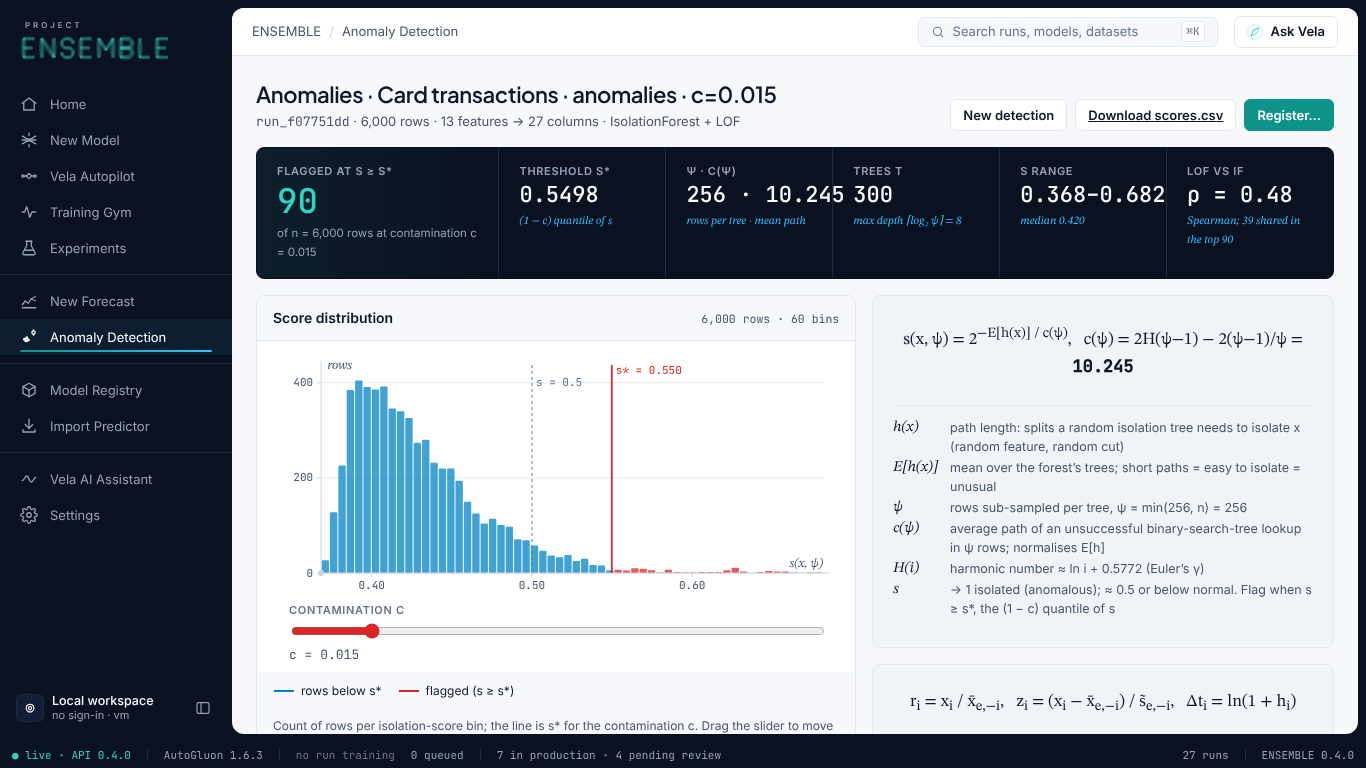 PROJECT
ENSEMBLE
Home
New Model
Vela Autopilot
Training Gym
Experiments
New Forecast
Anomaly Detection
Model Registry
Import Predictor
Vela AI Assistant
Settings
Local workspace
no sign-in · vm
ENSEMBLE / Anomaly Detection
Search runs, models, datasets ⌘K
Ask Vela
Anomalies · Card transactions · anomalies · c=0.015
run_f07751dd · 6,000 rows · 13 features → 27 columns · IsolationForest + LOF
New detection
Download scores.csv
Register...
FLAGGED AT S ≥ S*
90
of n = 6,000 rows at contamination c
= 0.015
THRESHOLD S*
0.5498
(1 − c) quantile of s
Ψ · C(Ψ)
256 · 10.245
rows per tree · mean path
TREES T
300
max depth ⌈log₂ ψ⌉ = 8
S RANGE
0.368–0.682
median 0.420
LOF VS IF
ρ = 0.48
Spearman; 39 shared in
the top 90
Score distribution
6,000 rows · 60 bins
rows
s* = 0.550
s = 0.5
400
200
0
s(x, ψ)
0.40 0.50 0.60
CONTAMINATION C
c = 0.015
rows below s*
flagged (s ≥ s*)
Count of rows per isolation-score bin; the line is s* for the contamination c. Drag the slider to move
s(x, ψ) = 2^−E[h(x)] / c(ψ), c(ψ) = 2H(ψ−1) − 2(ψ−1)/ψ =
10.245
h(x) path length: splits a random isolation tree needs to isolate x
(random feature, random cut)
E[h(x)] mean over the forest's trees; short paths = easy to isolate =
unusual
ψ rows sub-sampled per tree, ψ = min(256, n) = 256
c(ψ) average path of an unsuccessful binary-search-tree lookup
in ψ rows; normalises E[h]
H(i) harmonic number ≈ ln i + 0.5772 (Euler's γ)
s → 1 isolated (anomalous); ≈ 0.5 or below normal. Flag when s
≥ s*, the (1 − c) quantile of s
rᵢ = xᵢ / x̄ₑ,₋ᵢ, zᵢ = (xᵢ − x̄ₑ,₋ᵢ) / s̃ₑ,₋ᵢ, Δtᵢ = ln(1 + hᵢ)
live · API 0.4.0
AutoGluon 1.6.3
no run training 0 queued
7 in production · 4 pending review
27 runs
ENSEMBLE 0.4.0